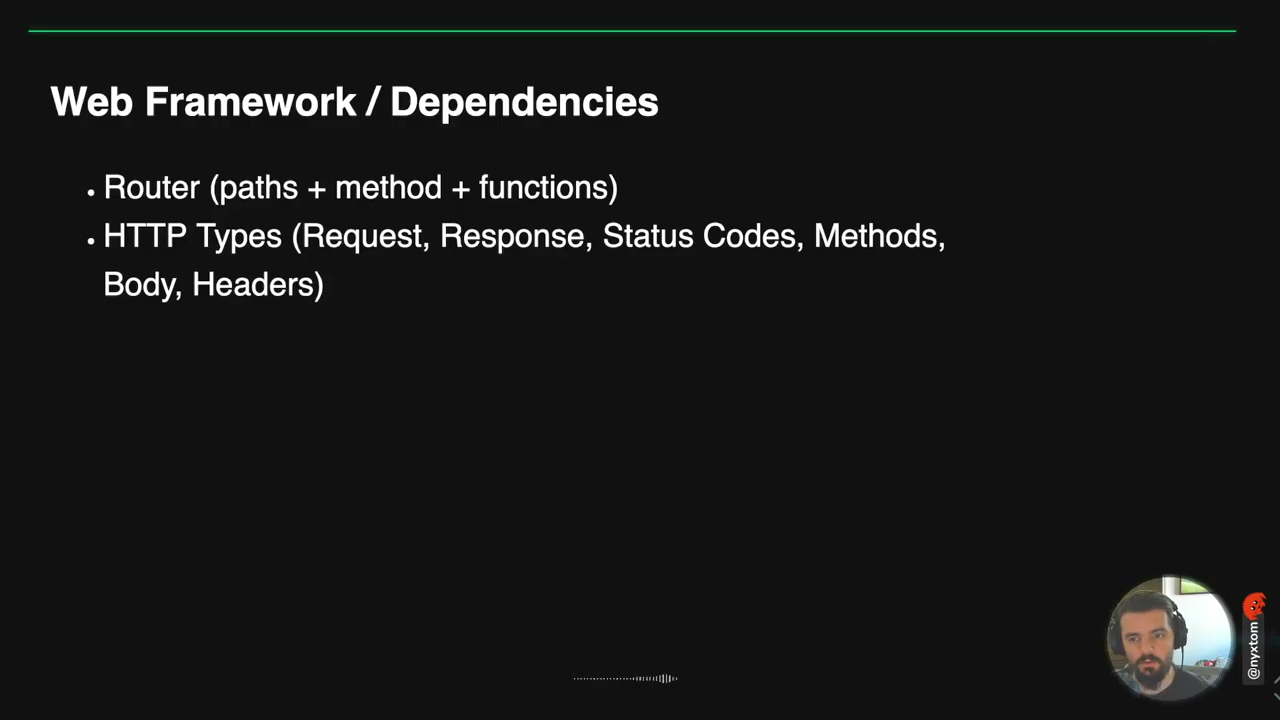 Web Framework / Dependencies
• Router (paths + method + functions)
• HTTP Types (Request, Response, Status Codes, Methods,
Body, Headers)
@nyxtom